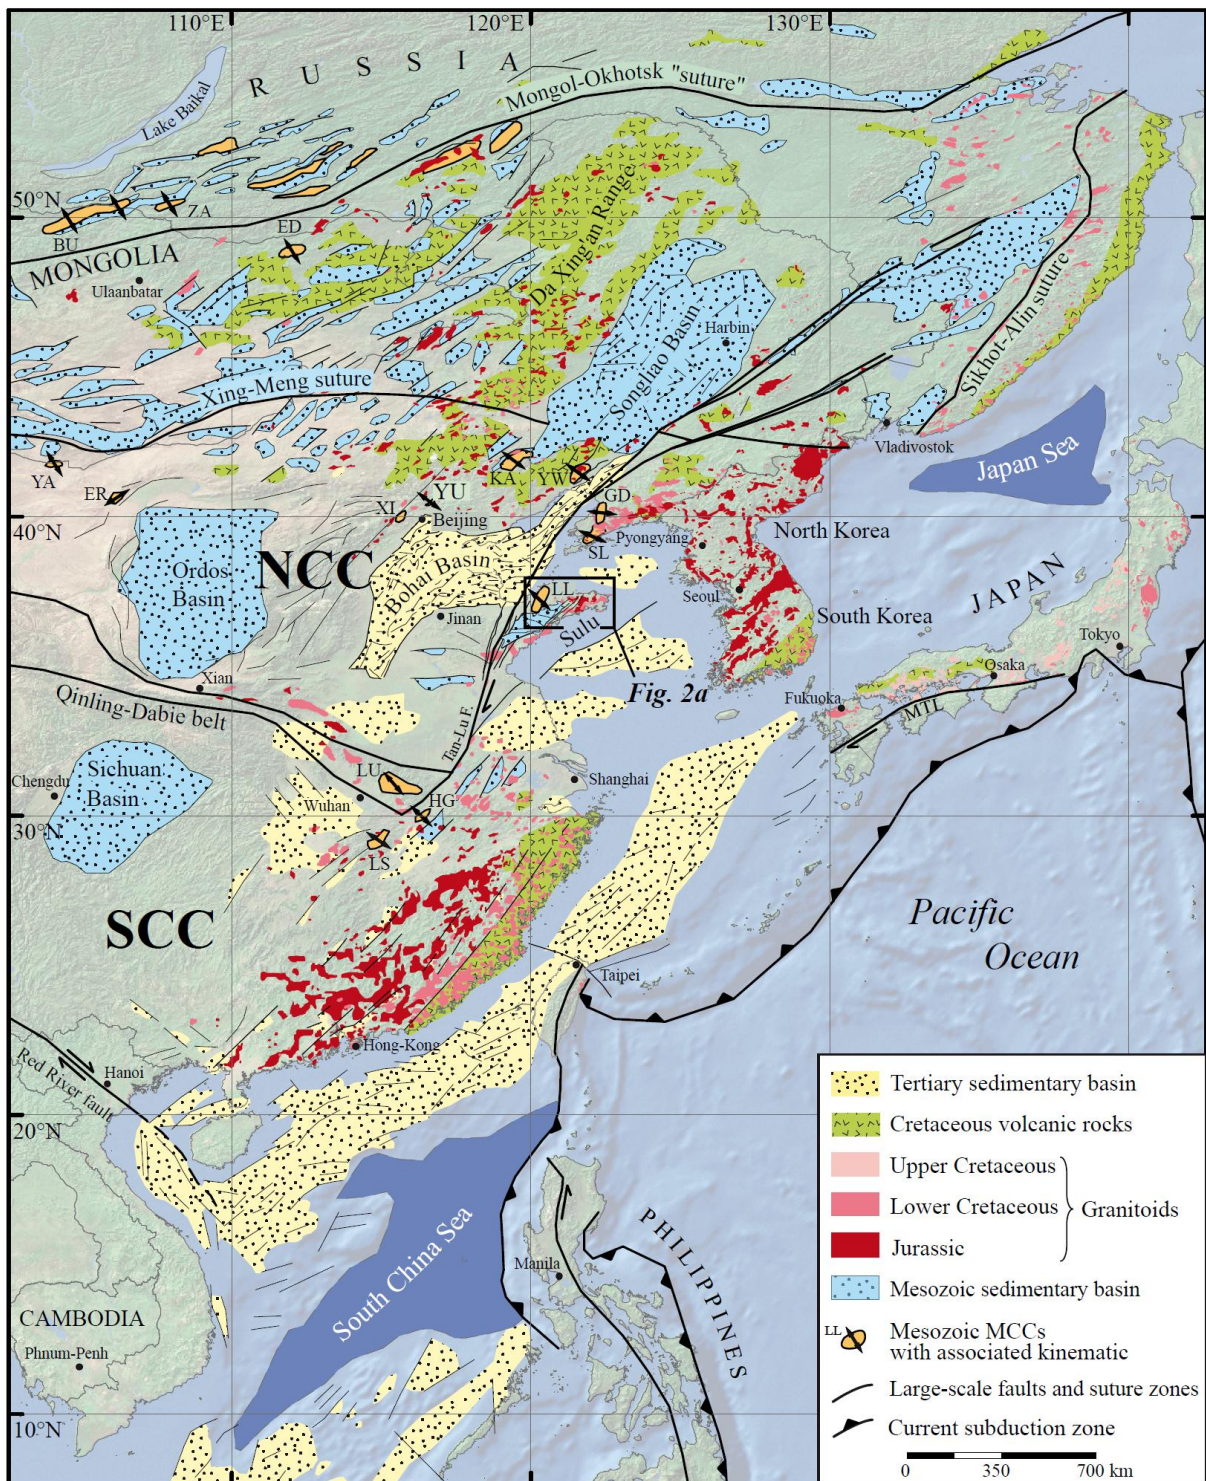 110°E
120°E
130°E
RUSSIA
Lake Baikal
Mongol-Okhotsk "suture"
50°N
ZA
BU
ED
MONGOLIA
Ulaanbatar
Da Xing'an Range
Harbin
Songliao Basin
Sikhot-Alin suture
Xing-Meng suture
Vladivostok
Japan Sea
YA
ER
KA
YW
YU
XI
Beijing
GD
40°N
SL
Pyongyang
North Korea
NCC
Ordos
Basin
Bohai Basin
LL
Jinan
Sulu
Seoul
South Korea
JAPAN
Tokyo
Xian
Fig. 2a
Osaka
Fukuoka
MTL
Qinling-Dabie belt
Tan-Lu F.
Chengdu
Sichuan
Basin
LU
Wuhan
HG
Shanghai
30°N
LS
SCC
Pacific
Ocean
Taipei
Hong-Kong
Red River fault
Hanoi
20°N
South China Sea
Manila
PHILIPPINES
CAMBODIA
Phnum-Penh
10°N
Tertiary sedimentary basin
Cretaceous volcanic rocks
Upper Cretaceous
Lower Cretaceous
Granitoids
Jurassic
Mesozoic sedimentary basin
LL
Mesozoic MCCs
with associated kinematic
Large-scale faults and suture zones
Current subduction zone
0 350 700 km